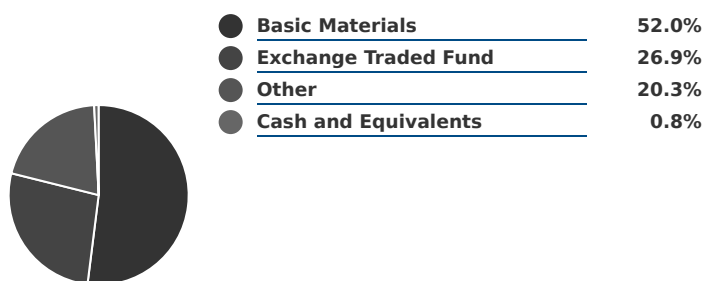 Basic Materials 52.0%
Exchange Traded Fund 26.9%
Other 20.3%
Cash and Equivalents 0.8%